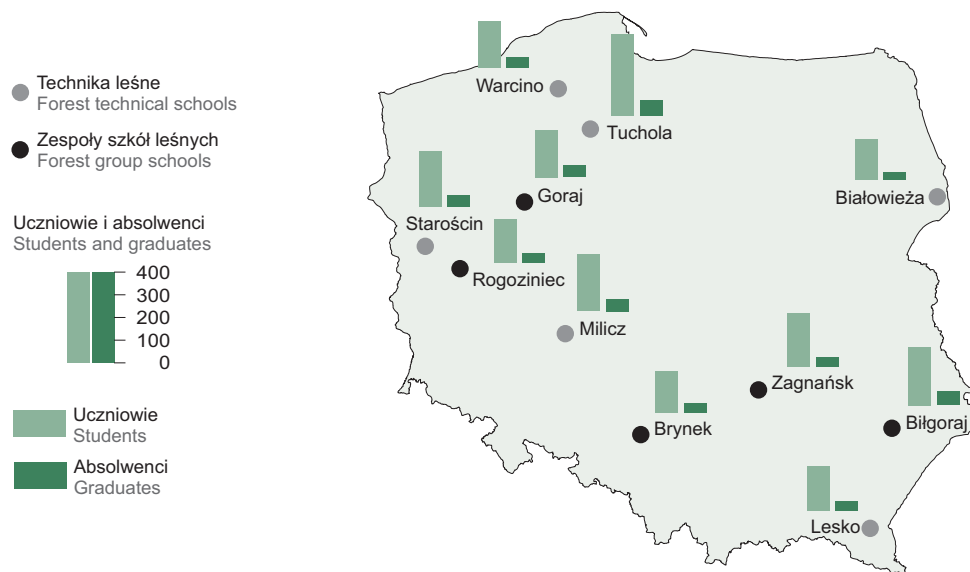 Technika leśne
Forest technical schools
Zespoły szkół leśnych
Forest group schools
Uczniowie i absolwenci
Students and graduates
400
300
200
100
0
Uczniowie
Students
Absolwenci
Graduates
Warcino
Tuchola
Goraj
Białowieża
Starościn
Rogoziniec
Milicz
Zagnańsk
Brynek
Biłgoraj
Lesko